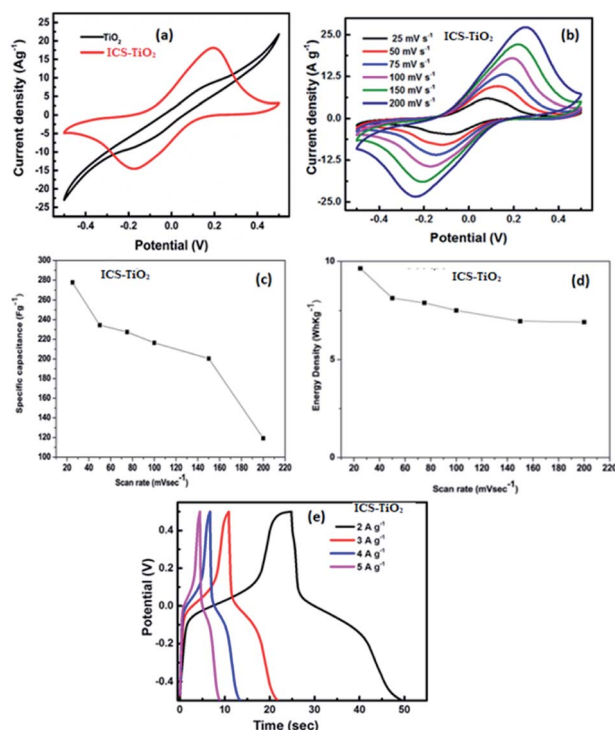 (a)
TiO₂
ICS-TiO₂
Current density (Ag⁻¹)
25
20
15
10
5
0
-5
-10
-15
-20
-25
-0.4
-0.2
0.0
0.2
0.4
Potential (V)
ICS-TiO₂
(b)
25 mV s⁻¹
50 mV s⁻¹
75 mV s⁻¹
100 mV s⁻¹
150 mV s⁻¹
200 mV s⁻¹
Current density (A g⁻¹)
25.0
12.5
0.0
-12.5
-25.0
-0.4
-0.2
0.0
0.2
0.4
Potential (V)
ICS-TiO₂
(c)
Specific capacitance (Fg⁻¹)
300
280
260
240
220
200
180
160
140
120
100
20 40 60 80 100 120 140 160 180 200 220
Scan rate (mVsec⁻¹)
ICS-TiO₂
(d)
Energy Density (WhKg⁻¹)
10
5
0
20 40 60 80 100 120 140 160 180 200 220
Scan rate (mVsec⁻¹)
(e)
ICS-TiO₂
2 A g⁻¹
3 A g⁻¹
4 A g⁻¹
5 A g⁻¹
Potential (V)
0.4
0.0
-0.4
0
10
20
30
40
50
Time (sec)